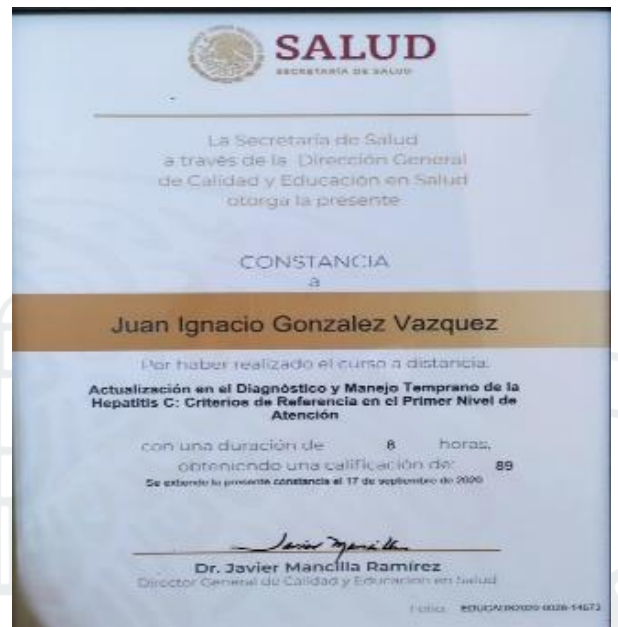 SALUD
SECRETARÍA DE SALUD
La Secretaría de Salud
a través de la Dirección General
de Calidad y Educación en Salud
otorga la presente
CONSTANCIA
a
Juan Ignacio Gonzalez Vazquez
Por haber realizado el curso a distancia:
Actualización en el Diagnóstico y Manejo Temprano de la
Hepatitis C: Criterios de Referencia en el Primer Nivel de
Atención
con una duración de 8 horas,
obteniendo una calificación de: 89
Se extiende la presente constancia el 17 de septiembre de 2020
Dr. Javier Mancilla Ramírez
Director General de Calidad y Educación en Salud
Folio: